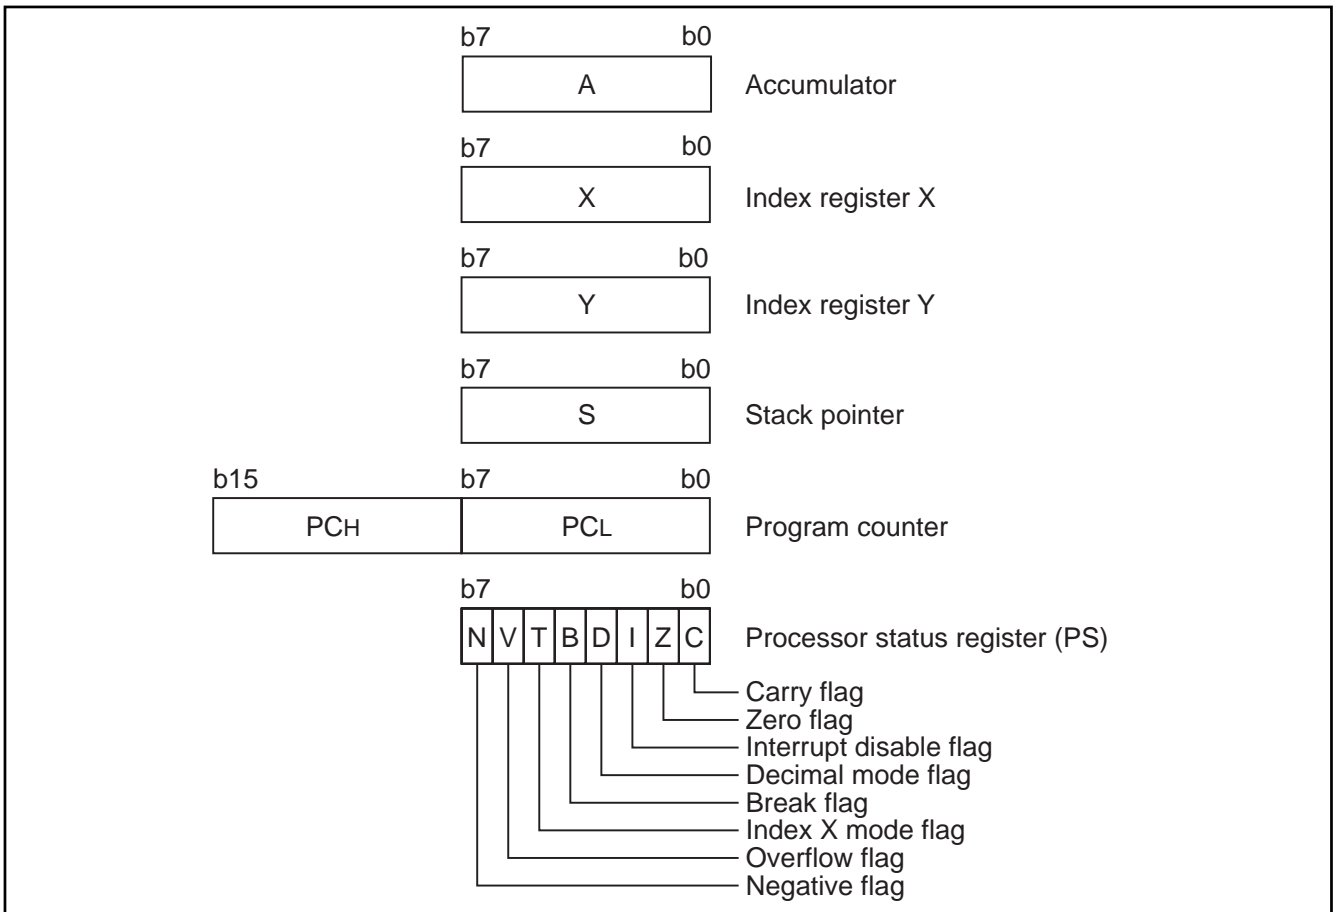 b7 b0
A Accumulator
b7 b0
X Index register X
b7 b0
Y Index register Y
b7 b0
S Stack pointer
b15 b7 b0
PCH PCL Program counter
b7 b0
N V T B D I Z C Processor status register (PS)
Carry flag
Zero flag
Interrupt disable flag
Decimal mode flag
Break flag
Index X mode flag
Overflow flag
Negative flag